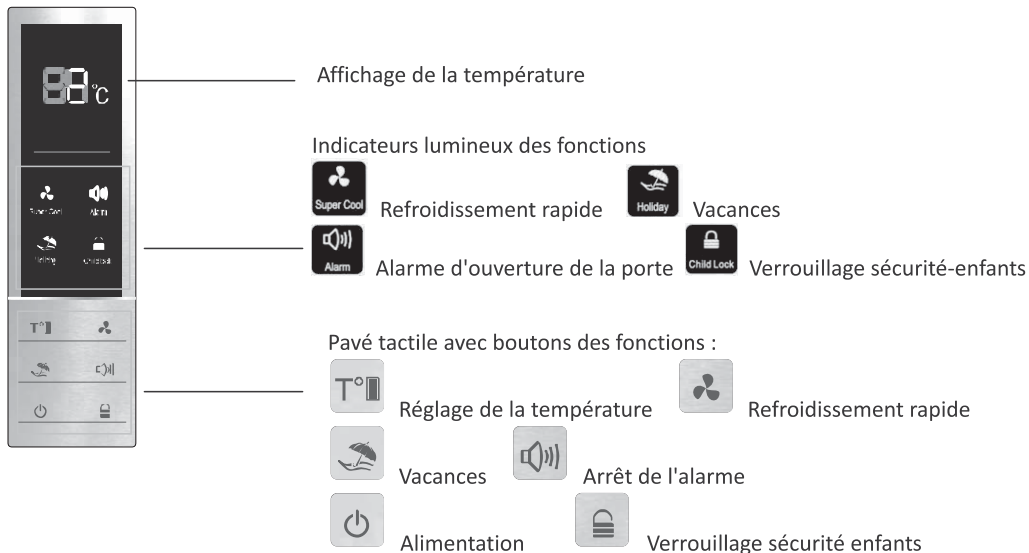 °C
Affichage de la température
Indicateurs lumineux des fonctions
Super Cool Refroidissement rapide Holiday Vacances
Alarm Alarme d'ouverture de la porte Child Lock Verrouillage sécurité-enfants
Super Cool Alarm
Holiday
Pavé tactile avec boutons des fonctions :
T° Réglage de la température Refroidissement rapide
Vacances Arrêt de l'alarme
Alimentation Verrouillage sécurité enfants
T°